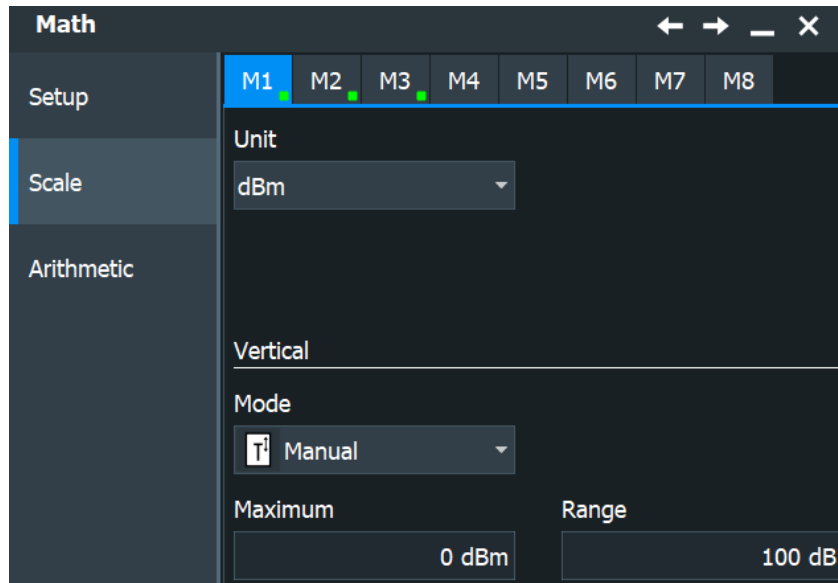 Math
Setup
Scale
Arithmetic
M1 M2 M3 M4 M5 M6 M7 M8
Unit
dBm
Vertical
Mode
Manual
Maximum Range
0 dBm 100 dB